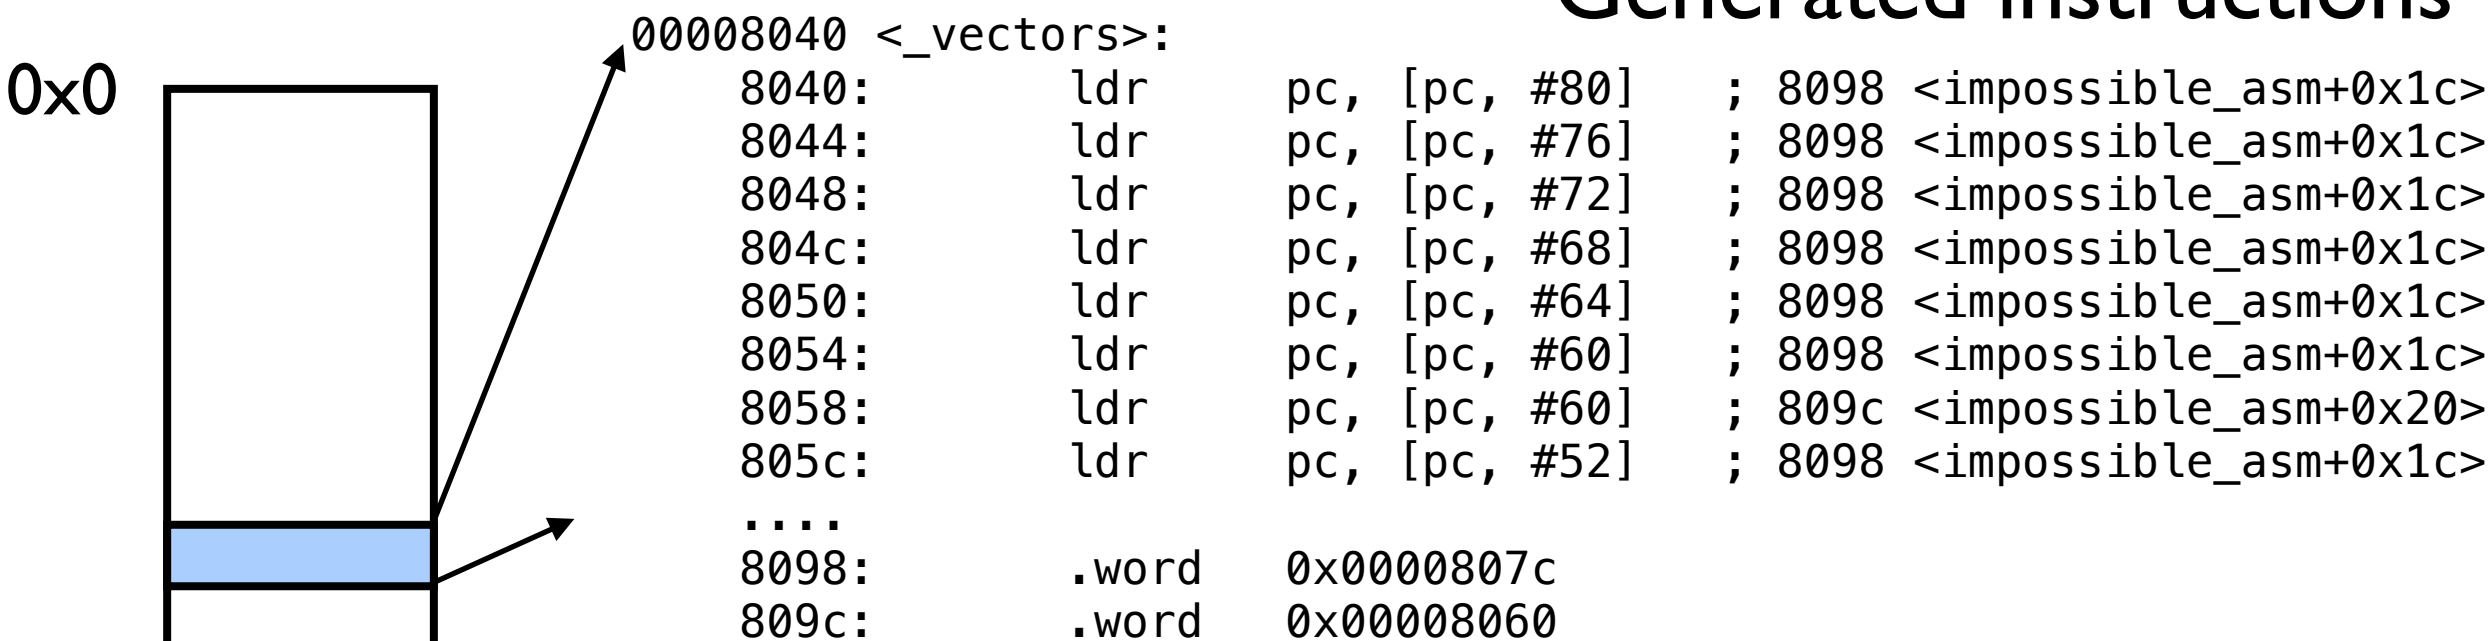 Generated instructions
00008040 <_vectors>:
0x0
8040: ldr pc, [pc, #80] ; 8098 <impossible_asm+0x1c>
8044: ldr pc, [pc, #76] ; 8098 <impossible_asm+0x1c>
8048: ldr pc, [pc, #72] ; 8098 <impossible_asm+0x1c>
804c: ldr pc, [pc, #68] ; 8098 <impossible_asm+0x1c>
8050: ldr pc, [pc, #64] ; 8098 <impossible_asm+0x1c>
8054: ldr pc, [pc, #60] ; 8098 <impossible_asm+0x1c>
8058: ldr pc, [pc, #60] ; 809c <impossible_asm+0x20>
805c: ldr pc, [pc, #52] ; 8098 <impossible_asm+0x1c>
....
8098: .word 0x0000807c
809c: .word 0x00008060